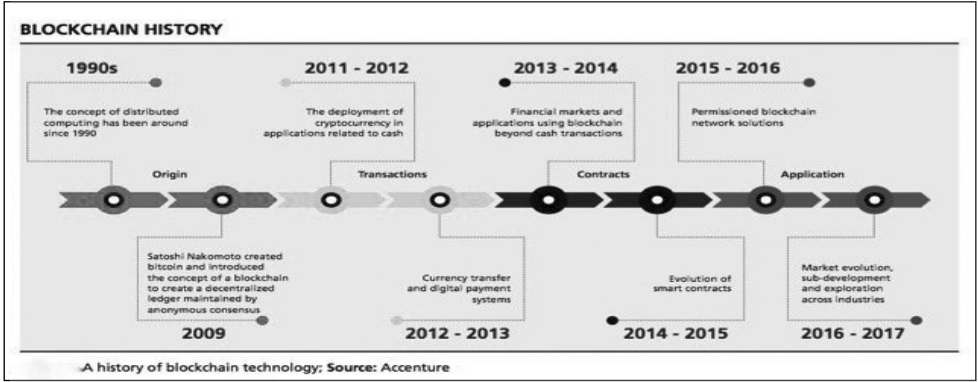 BLOCKCHAIN HISTORY
1990s
The concept of distributed
computing has been around
since 1990
2011 - 2012
The deployment of
cryptocurrency in
applications related to cash
2013 - 2014
Financial markets and
applications using blockchain
beyond cash transactions
2015 - 2016
Permissioned blockchain
network solutions
Origin
Transactions
Contracts
Application
Satoshi Nakomoto created
bitcoin and introduced
the concept of a blockchain
to create a decentralized
ledger maintained by
anonymous consensus
2009
Currency transfer
and digital payment
systems
2012 - 2013
Evolution of
smart contracts
2014 - 2015
Market evolution,
sub-development
and exploration
across industries
2016 - 2017
A history of blockchain technology; Source: Accenture